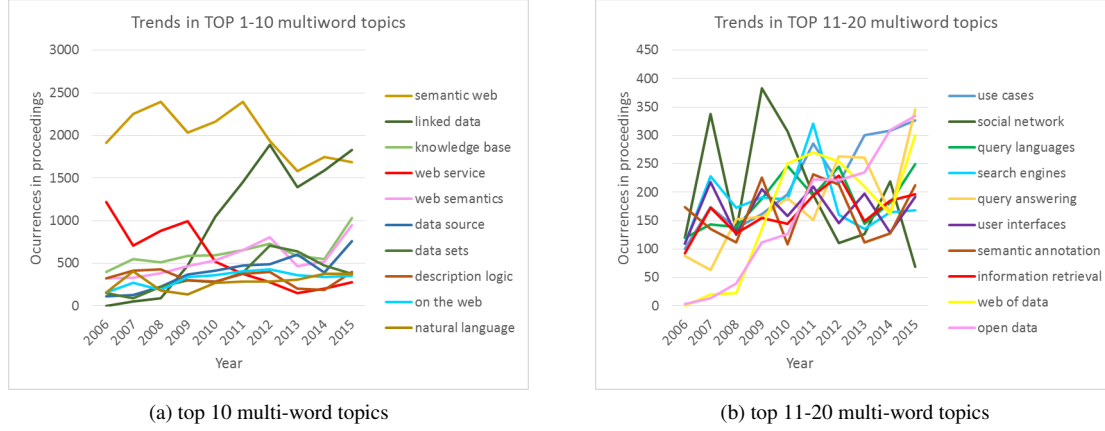 Trends in TOP 1-10 multiword topics
Ocurrences in proceedings
3000
2500
2000
1500
1000
500
0
2006
2007
2008
2009
2010
2011
2012
2013
2014
2015
Year
semantic web
linked data
knowledge base
web service
web semantics
data source
data sets
description logic
on the web
natural language
(a) top 10 multi-word topics
Trends in TOP 11-20 multiword topics
Ocurrences in proceedings
450
400
350
300
250
200
150
100
50
0
2006
2007
2008
2009
2010
2011
2012
2013
2014
2015
Year
use cases
social network
query languages
search engines
query answering
user interfaces
semantic annotation
information retrieval
web of data
open data
(b) top 11-20 multi-word topics